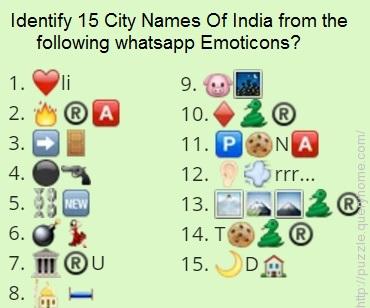 Identify 15 City Names Of India from the
following whatsapp Emoticons?
1. li
2. ® A
3.
4.
5. NEW
6.
7. ® U
8.
9.
10. ®
11. P N A
12. rrr...
13. ®
14. T ®
15. D
http://puzzle.queryhome.com/